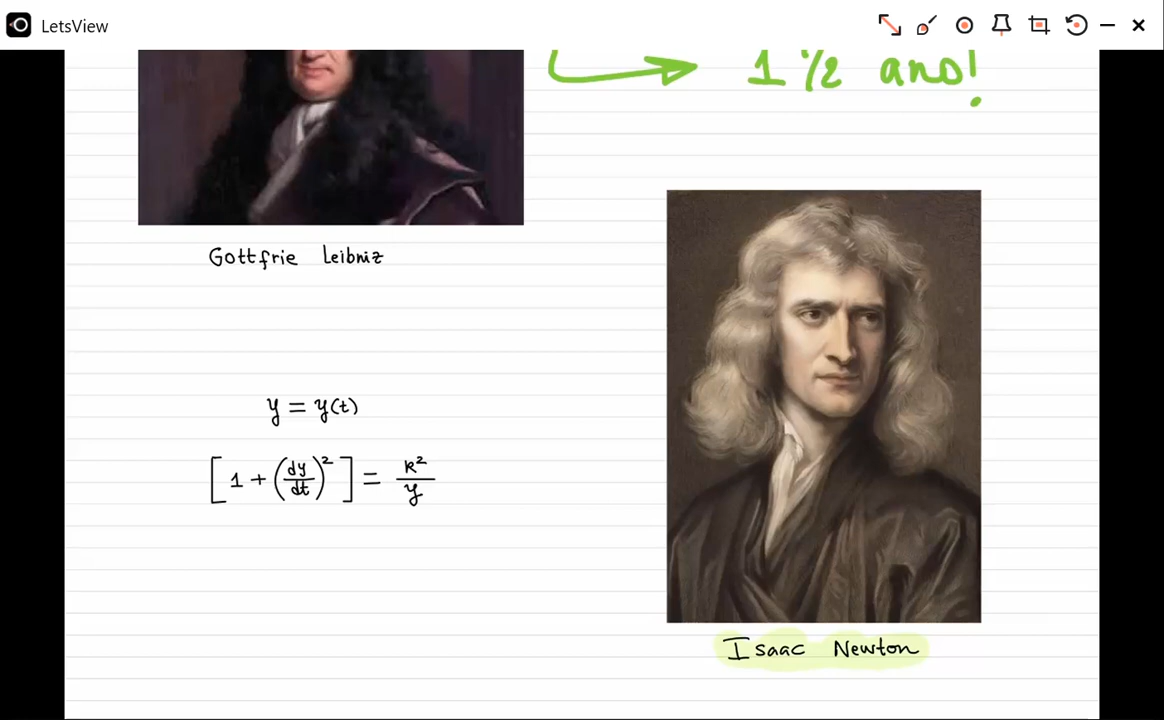 LetsView
1 1/2 ano!
Gottfrie Leibniz
y = y(t)
[1 + (dy/dt)²] = k²/y
Isaac Newton